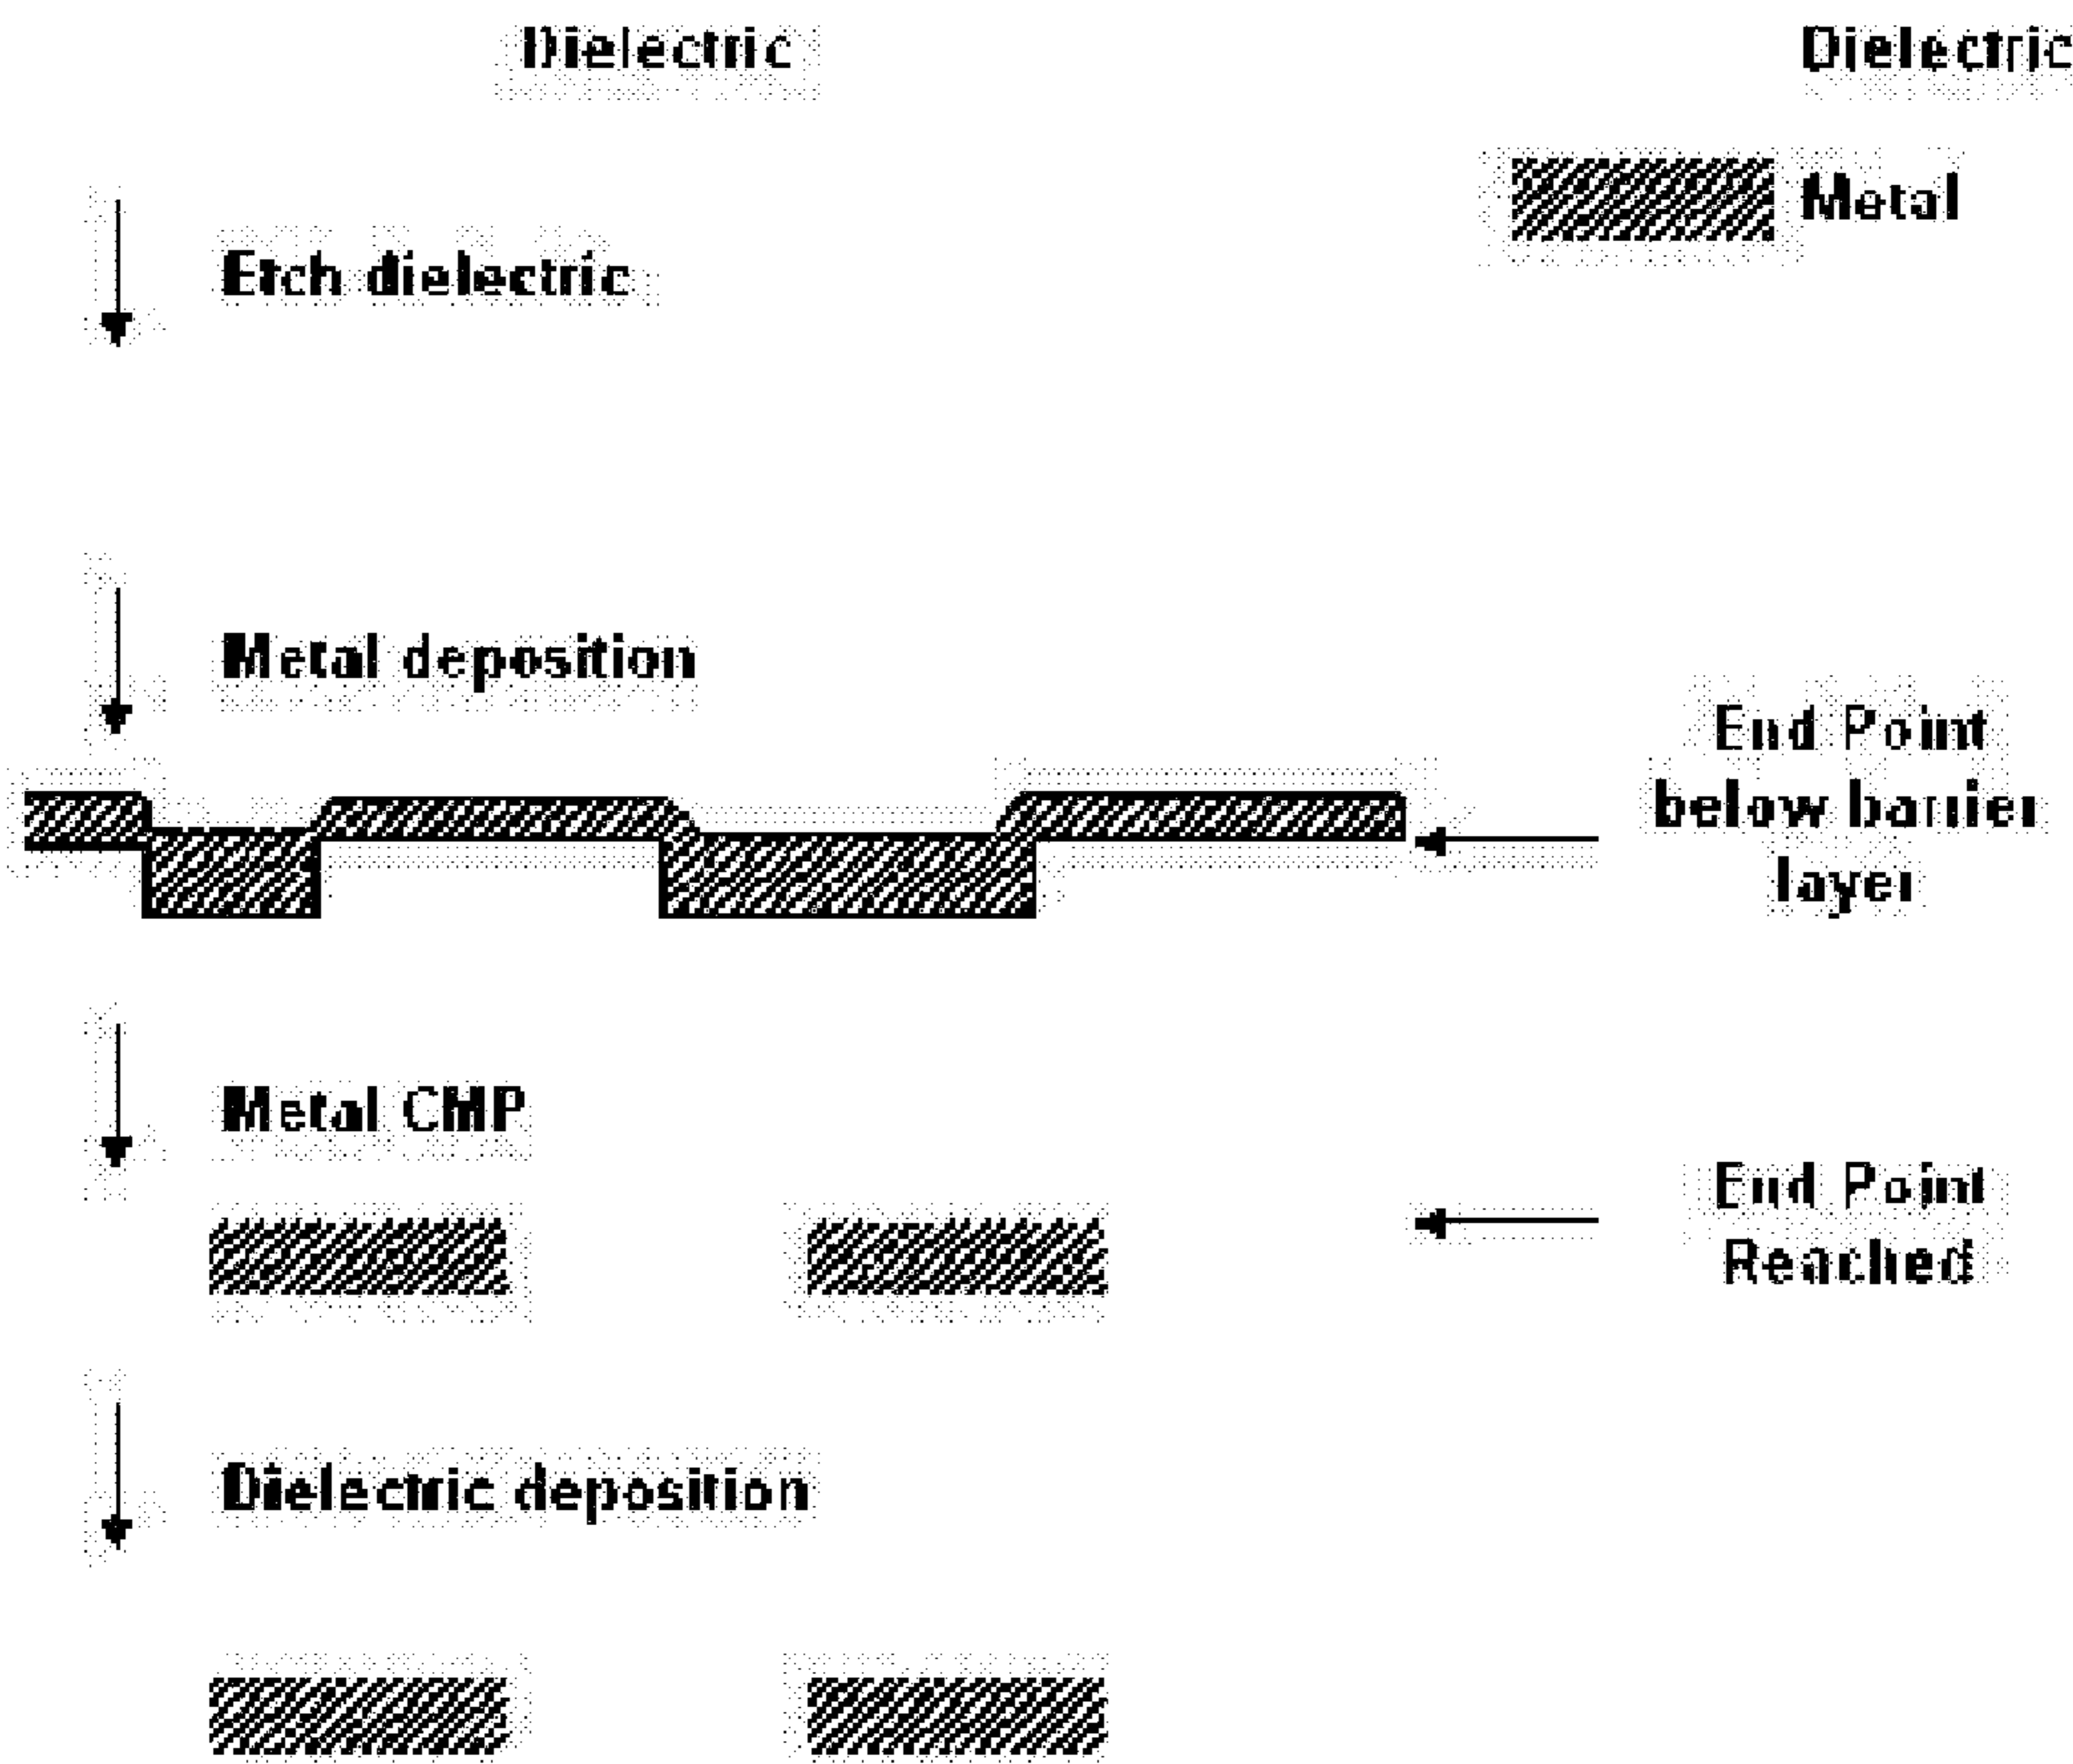 Dielectric
Dielectric
Metal
Etch dielectric
Metal deposition
End Point
below barrier
layer
Metal CMP
End Point
Reached
Dielectric deposition